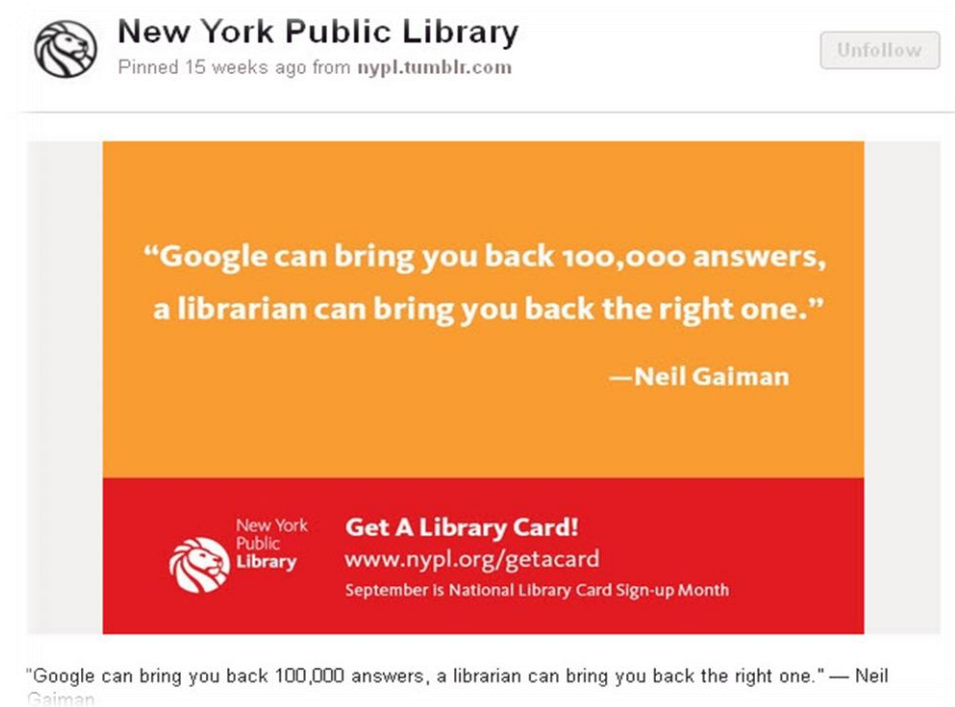 New York Public Library
Pinned 15 weeks ago from nypl.tumblr.com
Unfollow
“Google can bring you back 100,000 answers,
a librarian can bring you back the right one.”
—Neil Gaiman
New York
Public
Library
Get A Library Card!
www.nypl.org/getacard
September is National Library Card Sign-up Month
"Google can bring you back 100,000 answers, a librarian can bring you back the right one." — Neil
Gaiman